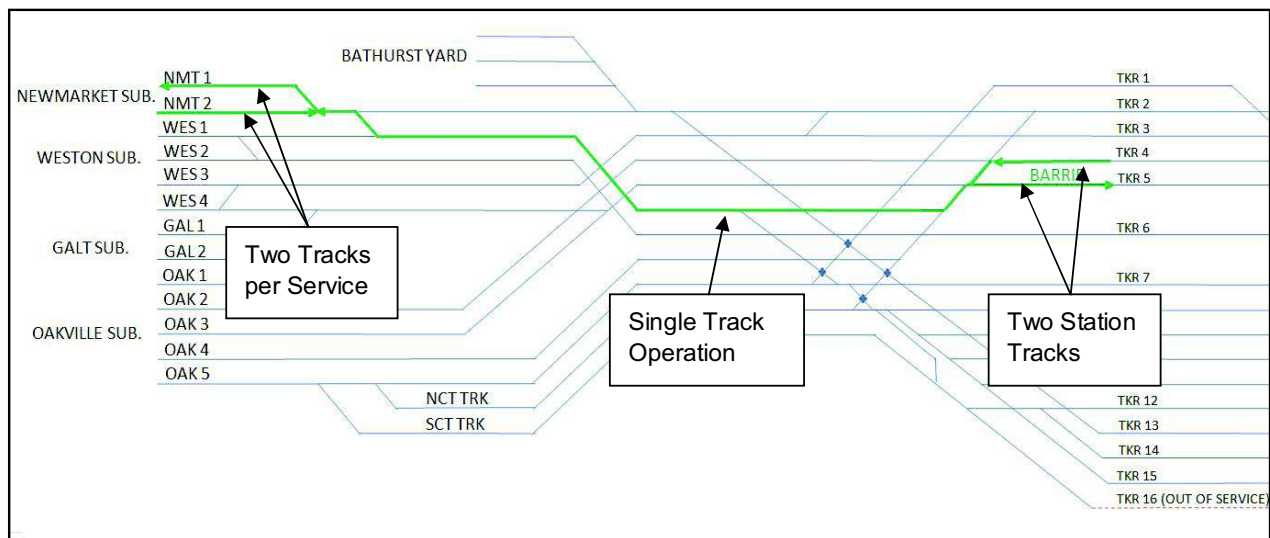 BATHURST YARD
NEWMARKET SUB.
NMT 1
NMT 2
WESTON SUB.
WES 1
WES 2
WES 3
WES 4
GALT SUB.
GAL 1
GAL 2
OAKVILLE SUB.
OAK 1
OAK 2
OAK 3
OAK 4
OAK 5
NCT TRK
SCT TRK
Two Tracks
per Service
Single Track
Operation
Two Station
Tracks
TKR 1
TKR 2
TKR 3
TKR 4
TKR 5
TKR 6
TKR 7
TKR 12
TKR 13
TKR 14
TKR 15
TKR 16 (OUT OF SERVICE)